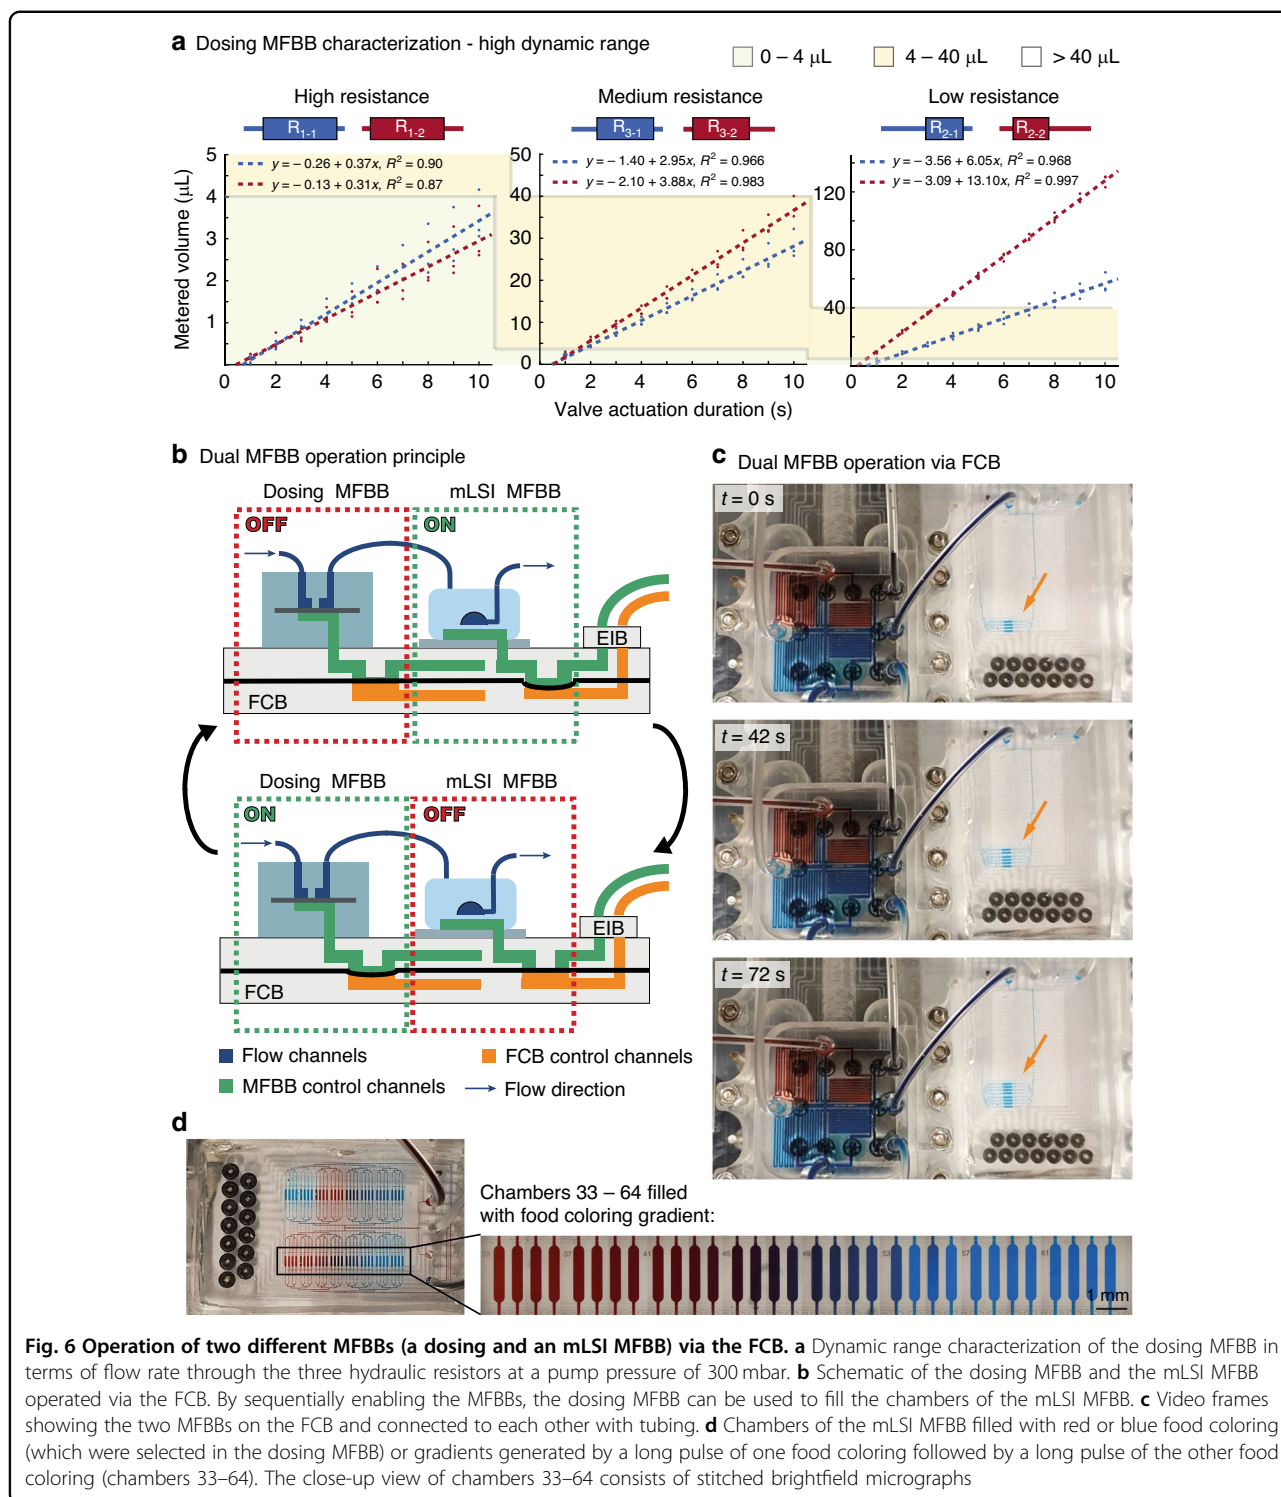 a Dosing MFBB characterization - high dynamic range
0 – 4 μL
4 – 40 μL
> 40 μL
High resistance
Medium resistance
Low resistance
R1-1
R1-2
R3-1
R3-2
R2-1
R2-2
y = – 0.26 + 0.37x, R² = 0.90
y = – 0.13 + 0.31x, R² = 0.87
y = – 1.40 + 2.95x, R² = 0.966
y = – 2.10 + 3.88x, R² = 0.983
y = – 3.56 + 6.05x, R² = 0.968
y = – 3.09 + 13.10x, R² = 0.997
Metered volume (μL)
5
4
3
2
1
0 2 4 6 8 10
50
40
30
20
10
0
0 2 4 6 8 10
120
80
40
0 2 4 6 8 10
Valve actuation duration (s)
b Dual MFBB operation principle
Dosing MFBB
mLSI MFBB
OFF
ON
EIB
FCB
Dosing MFBB
mLSI MFBB
ON
OFF
EIB
FCB
Flow channels
FCB control channels
MFBB control channels
Flow direction
c Dual MFBB operation via FCB
t = 0 s
t = 42 s
t = 72 s
d
Chambers 33 – 64 filled
with food coloring gradient:
37 41 45 49 53 57 61
1 mm
Fig. 6 Operation of two different MFBBs (a dosing and an mLSI MFBB) via the FCB. a Dynamic range characterization of the dosing MFBB in
terms of flow rate through the three hydraulic resistors at a pump pressure of 300 mbar. b Schematic of the dosing MFBB and the mLSI MFBB
operated via the FCB. By sequentially enabling the MFBBs, the dosing MFBB can be used to fill the chambers of the mLSI MFBB. c Video frames
showing the two MFBBs on the FCB and connected to each other with tubing. d Chambers of the mLSI MFBB filled with red or blue food coloring
(which were selected in the dosing MFBB) or gradients generated by a long pulse of one food coloring followed by a long pulse of the other food
coloring (chambers 33–64). The close-up view of chambers 33–64 consists of stitched brightfield micrographs